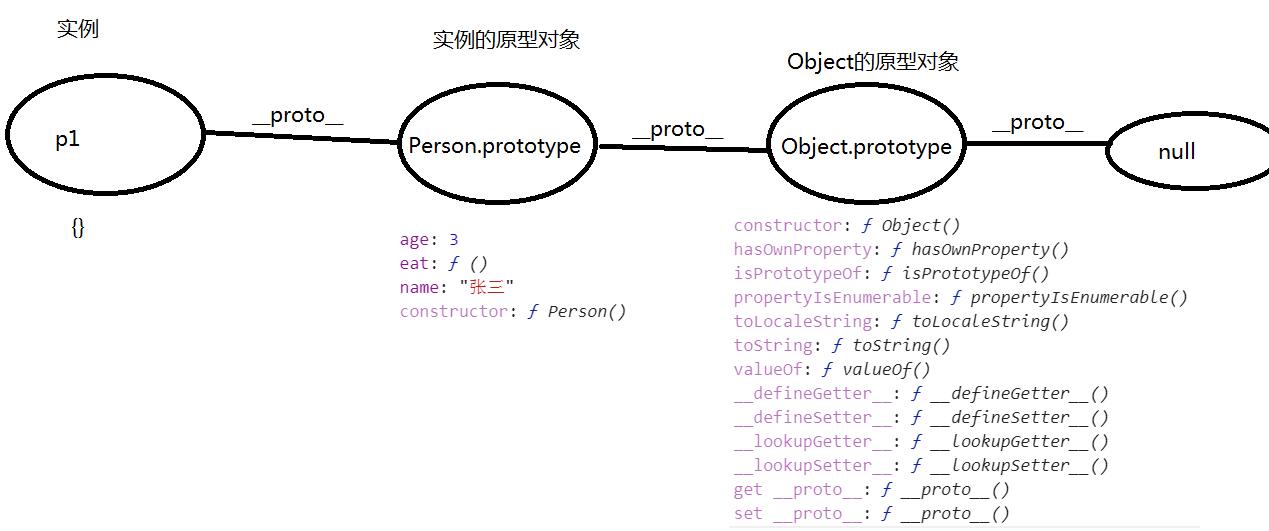 实例
实例的原型对象
Object的原型对象
__proto__
__proto__
__proto__
p1
Person.prototype
Object.prototype
null
{}
age: 3
eat: ƒ ()
name: "张三"
constructor: ƒ Person()
constructor: ƒ Object()
hasOwnProperty: ƒ hasOwnProperty()
isPrototypeOf: ƒ isPrototypeOf()
propertyIsEnumerable: ƒ propertyIsEnumerable()
toLocaleString: ƒ toLocaleString()
toString: ƒ toString()
valueOf: ƒ valueOf()
__defineGetter__: ƒ __defineGetter__()
__defineSetter__: ƒ __defineSetter__()
__lookupGetter__: ƒ __lookupGetter__()
__lookupSetter__: ƒ __lookupSetter__()
get __proto__: ƒ __proto__()
set __proto__: ƒ __proto__()